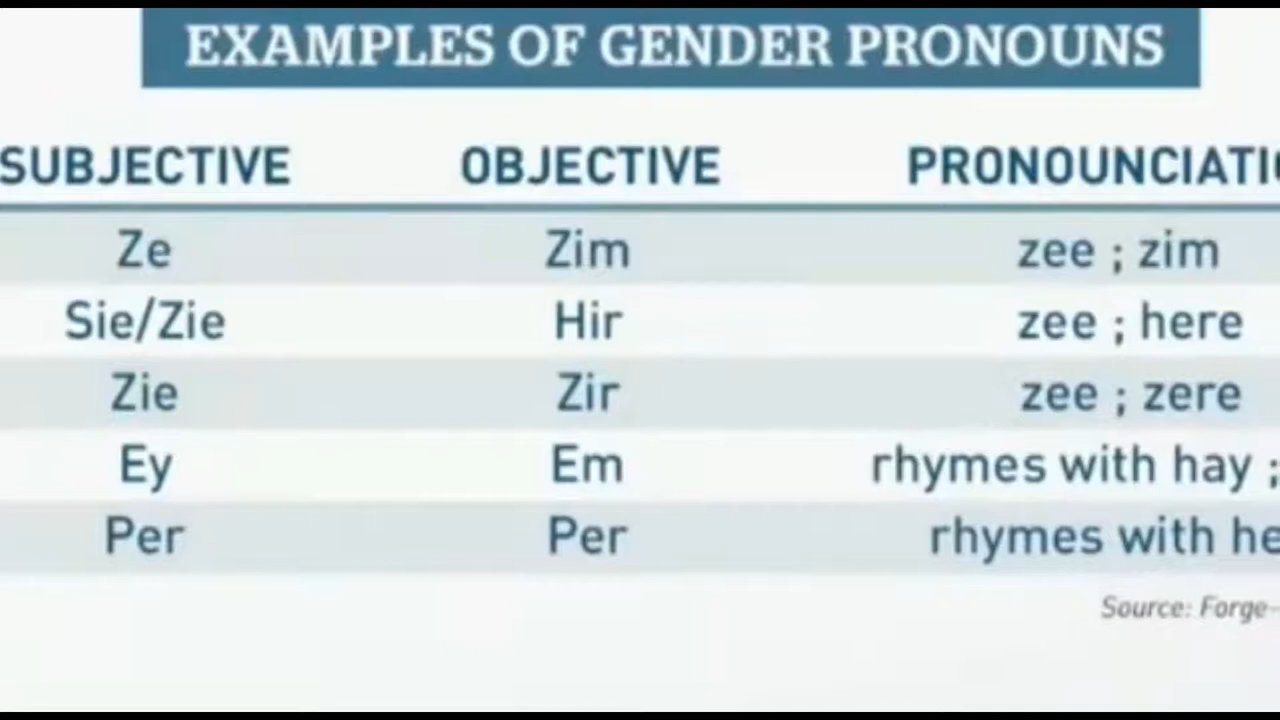 EXAMPLES OF GENDER PRONOUNS
SUBJECTIVE OBJECTIVE PRONOUNCIATIO
Ze Zim zee ; zim
Sie/Zie Hir zee ; here
Zie Zir zee ; zere
Ey Em rhymes with hay ;
Per Per rhymes with he
Source: Forge-